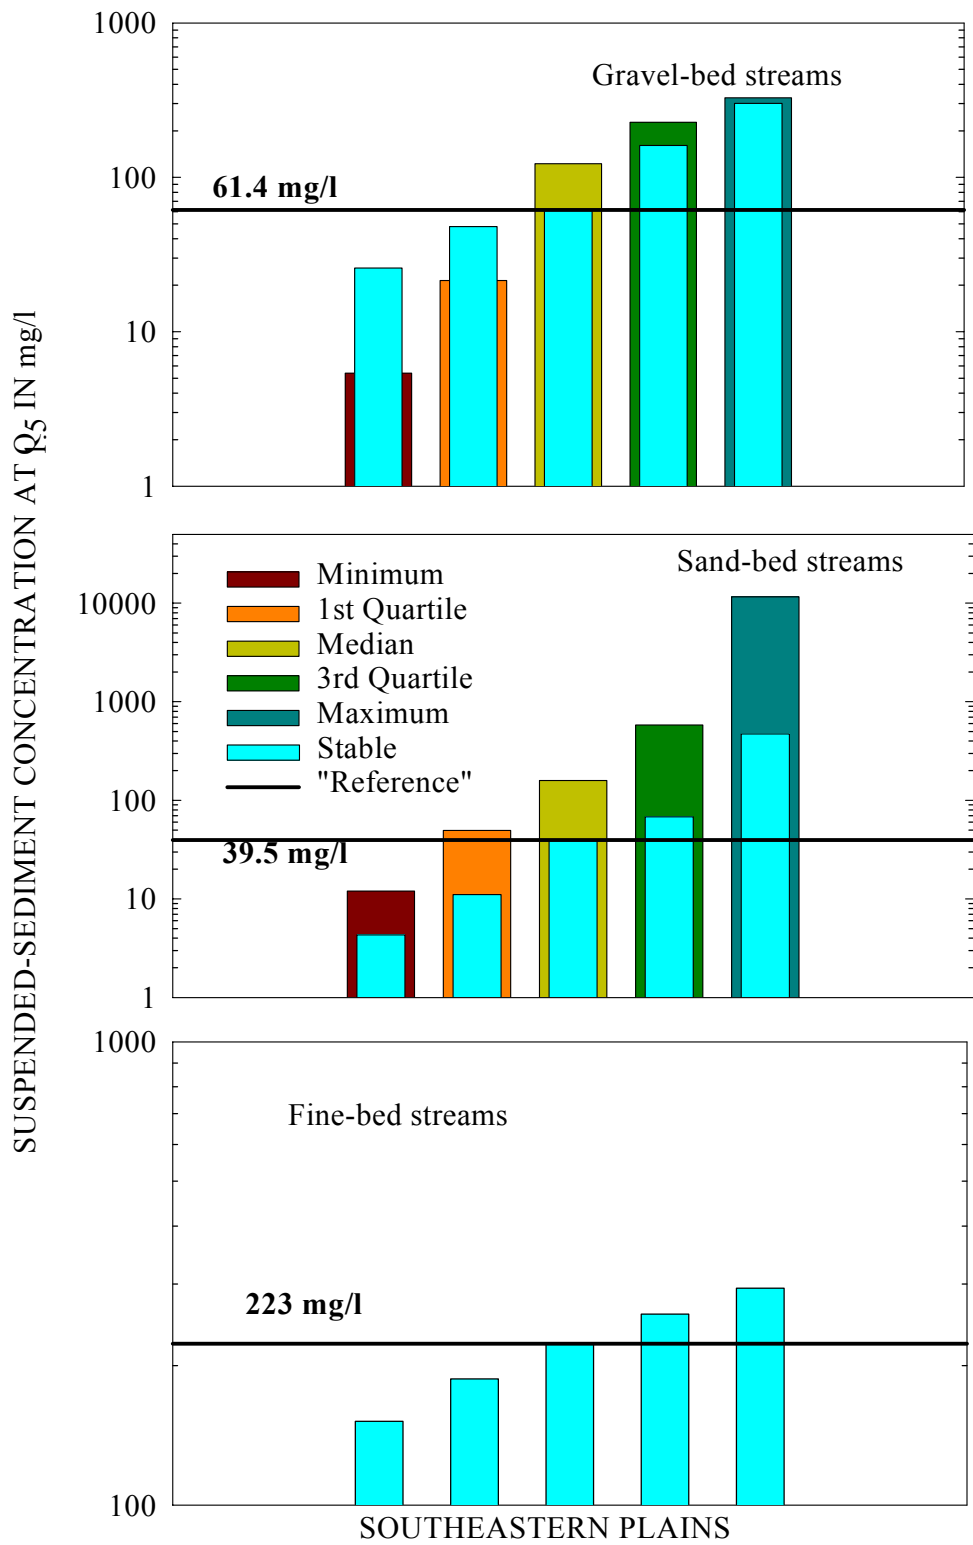 SUSPENDED-SEDIMENT CONCENTRATION AT Q1.5 IN mg/l
1000
100
10
1
Gravel-bed streams
61.4 mg/l
10000
1000
100
10
1
Sand-bed streams
Minimum
1st Quartile
Median
3rd Quartile
Maximum
Stable
"Reference"
39.5 mg/l
1000
100
Fine-bed streams
223 mg/l
SOUTHEASTERN PLAINS